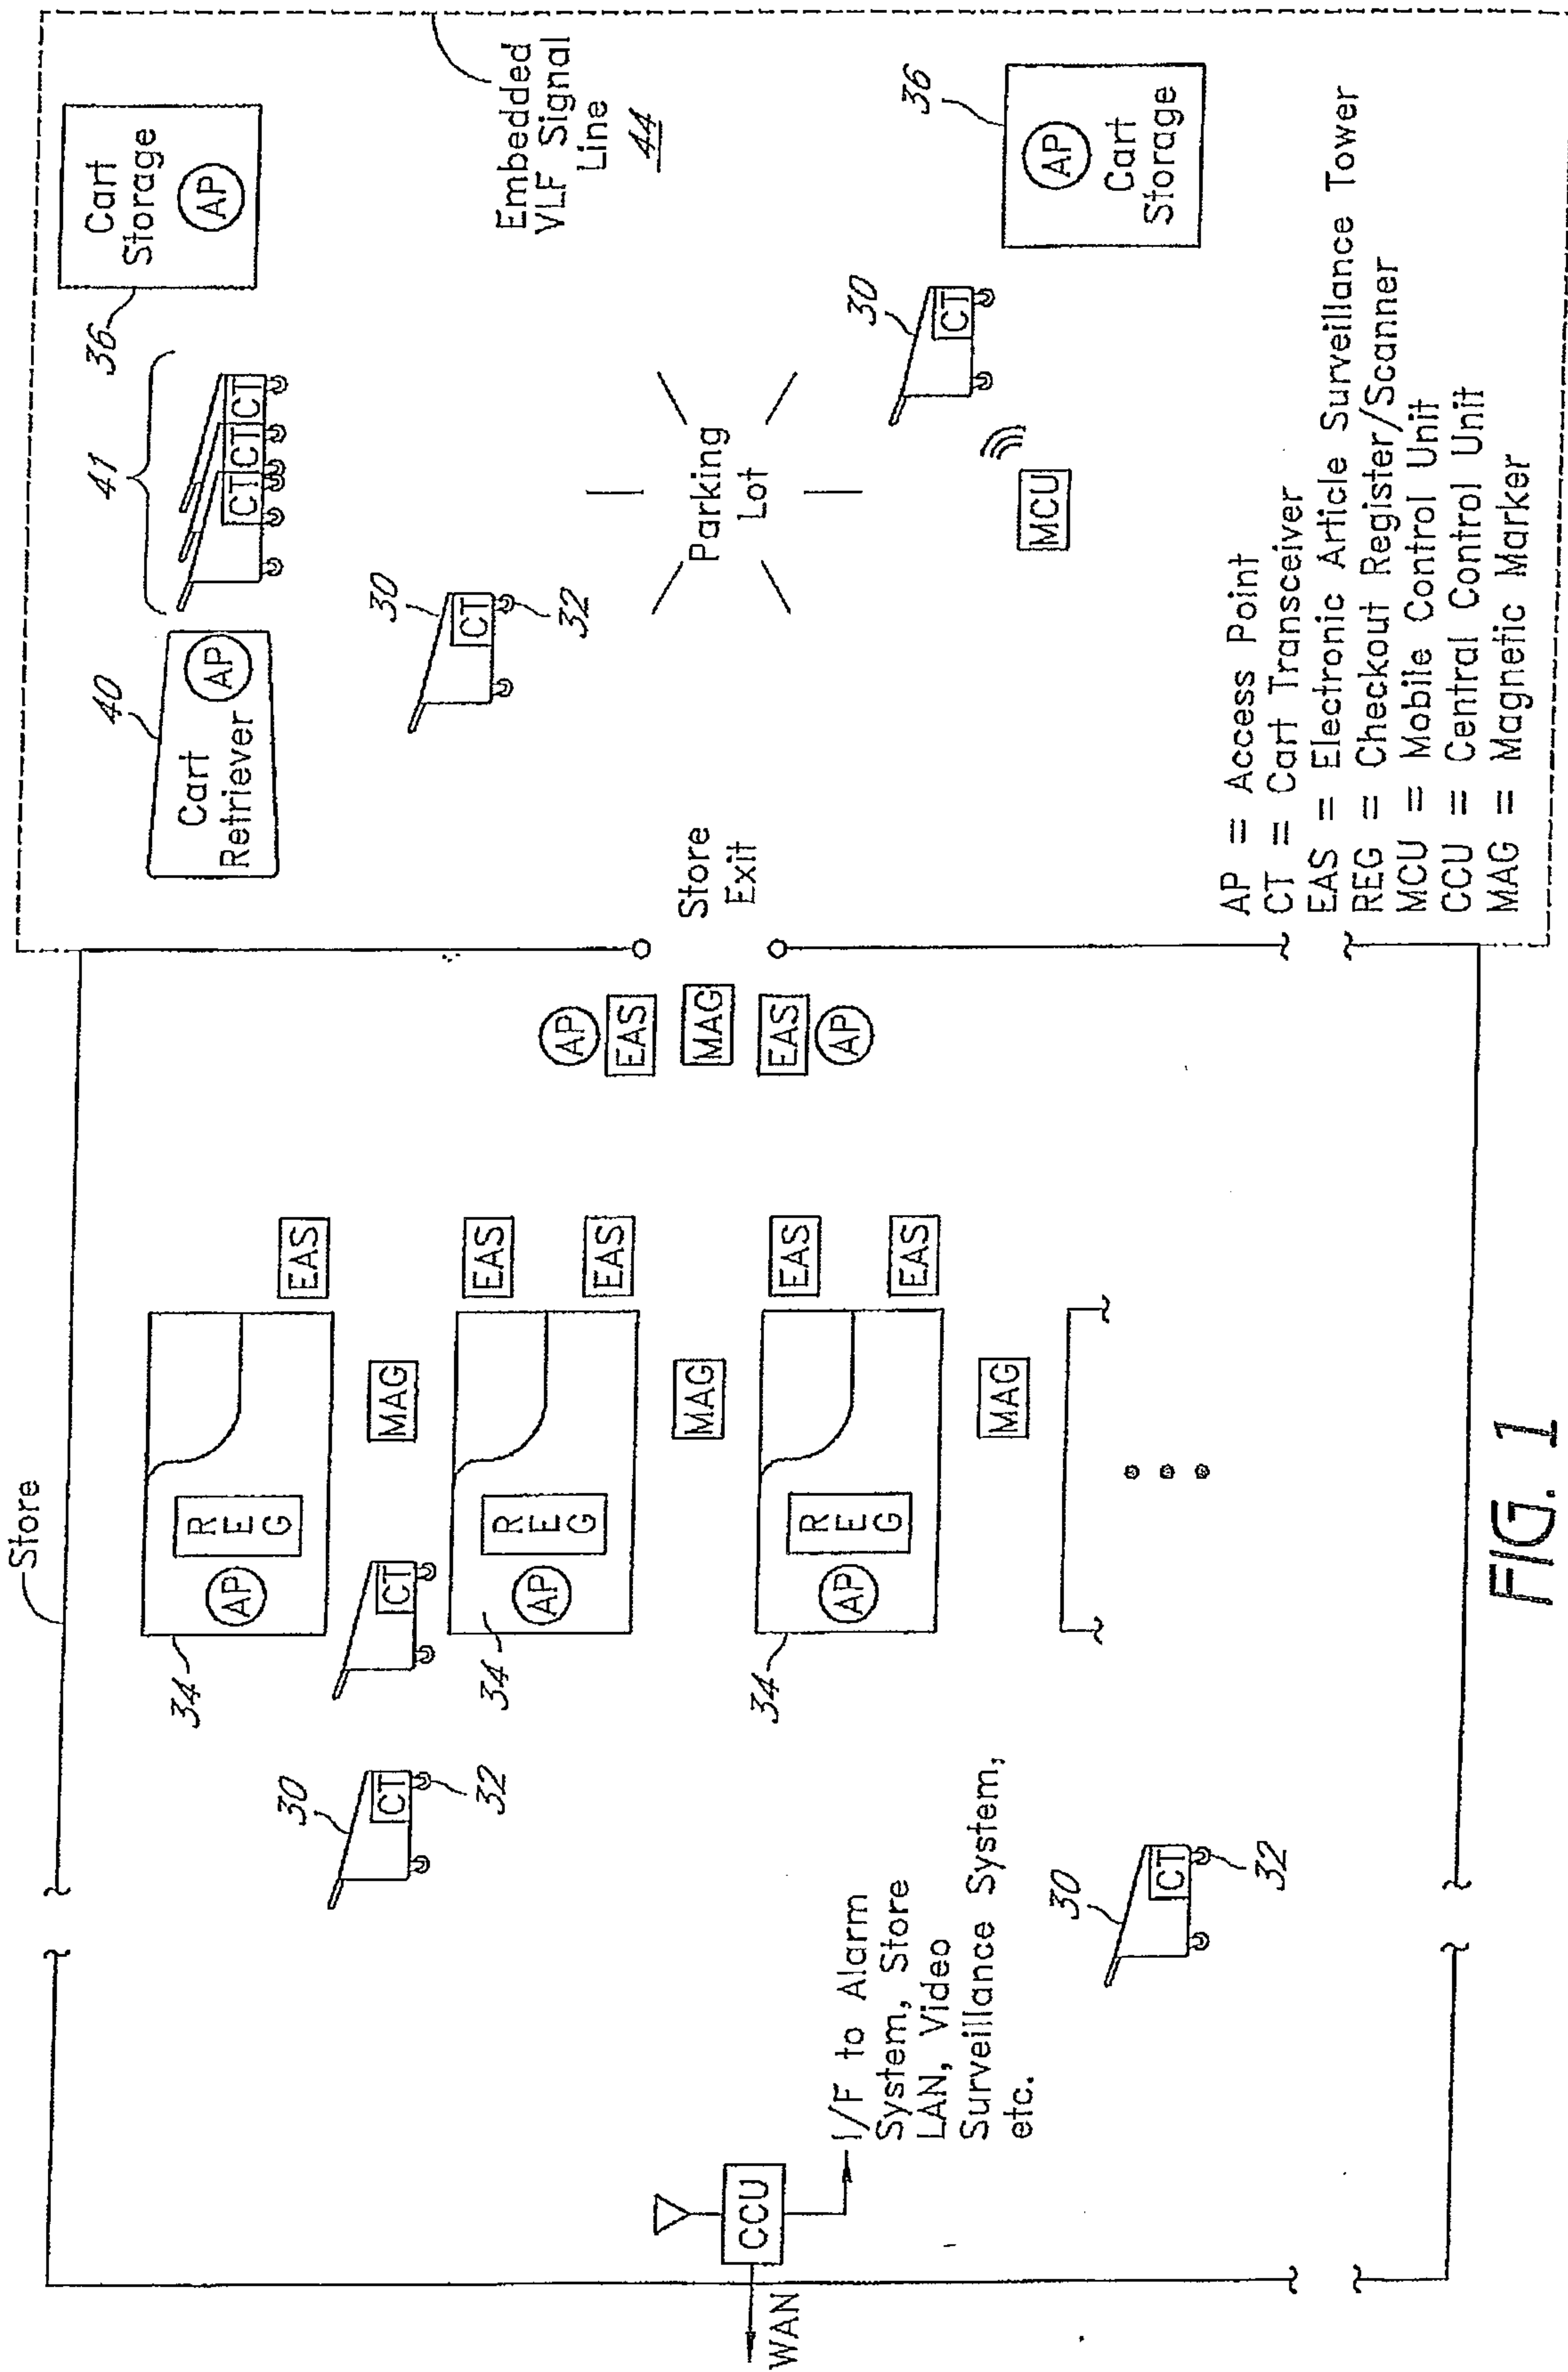 Store
34
AP
REG
EAS
MAG
30
CT
32
CT
34
AP
REG
EAS
EAS
MAG
34
AP
REG
EAS
EAS
MAG
30
CT
32
CCU
WAN
I/F to Alarm
System, Store
LAN, Video
Surveillance System,
etc.
AP
EAS
MAG
EAS
AP
Store
Exit
40
Cart
Retriever
AP
41
CT
CT
CT
36
Cart
Storage
AP
Embedded
VLF Signal
Line
44
30
CT
32
Parking
Lot
MCU
30
CT
36
AP
Cart
Storage
AP = Access Point
CT = Cart Transceiver
EAS = Electronic Article Surveillance Tower
REG = Checkout Register/Scanner
MCU = Mobile Control Unit
CCU = Central Control Unit
MAG = Magnetic Marker
FIG. 1